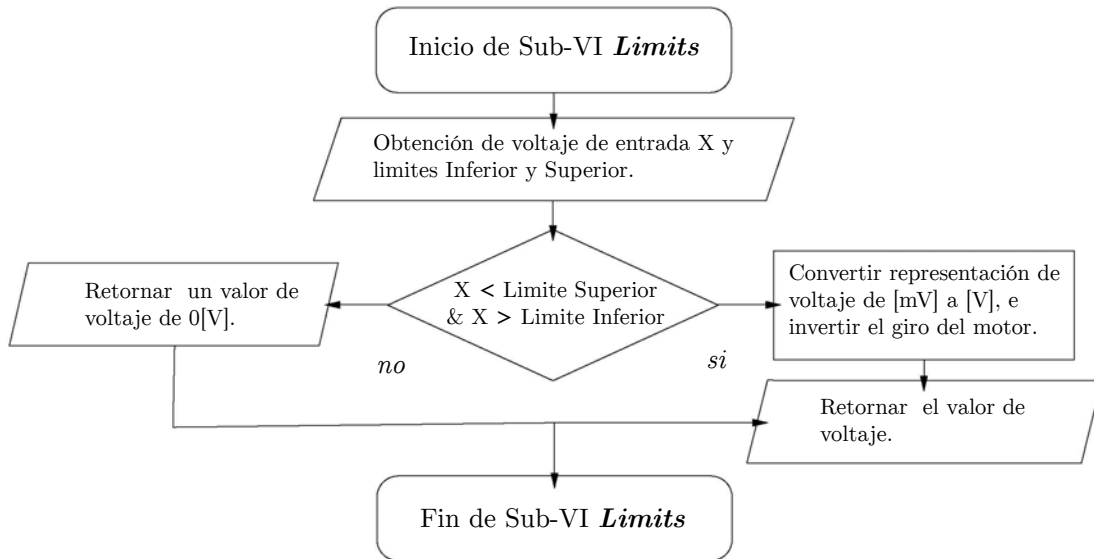 Inicio de Sub-VI Limits
Obtención de voltaje de entrada X y
limites Inferior y Superior.
X < Limite Superior
& X > Limite Inferior
Retornar un valor de
voltaje de 0[V].
no
si
Convertir representación de
voltaje de [mV] a [V], e
invertir el giro del motor.
Retornar el valor de
voltaje.
Fin de Sub-VI Limits